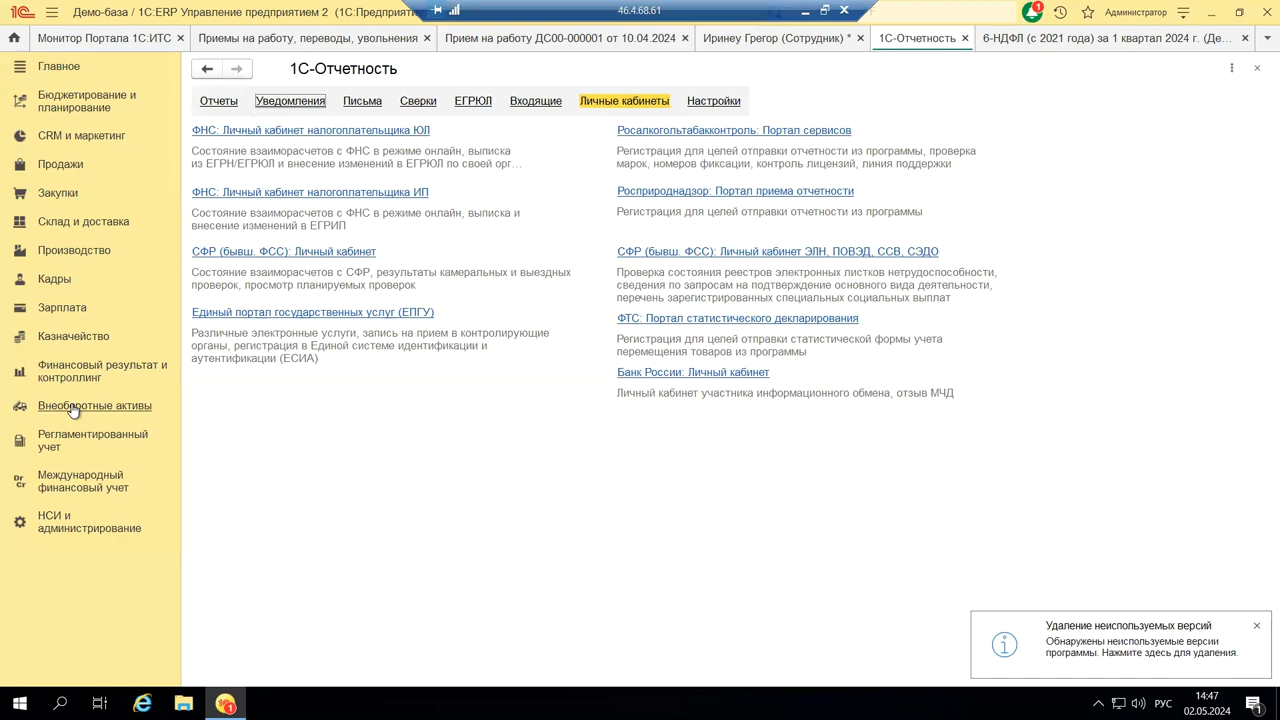 Демо-база / 1С:ERP Управление предприятием 2 (1С:Предприяти
46.4.68.61
1
Администратор
Монитор Портала 1С:ИТС
Приемы на работу, переводы, увольнения
Прием на работу ДС00-000001 от 10.04.2024
Иринеу Грегор (Сотрудник) *
1С-Отчетность
6-НДФЛ (с 2021 года) за 1 квартал 2024 г. (Де...
Главное
Бюджетирование и
планирование
CRM и маркетинг
Продажи
Закупки
Склад и доставка
Производство
Кадры
Зарплата
Казначейство
Финансовый результат и
контроллинг
Внеоборотные активы
Регламентированный
учет
Dr
Cr
Международный
финансовый учет
НСИ и
администрирование
1С-Отчетность
Отчеты
Уведомления
Письма
Сверки
ЕГРЮЛ
Входящие
Личные кабинеты
Настройки
ФНС: Личный кабинет налогоплательщика ЮЛ
Состояние взаиморасчетов с ФНС в режиме онлайн, выписка
из ЕГРН/ЕГРЮЛ и внесение изменений в ЕГРЮЛ по своей орг...
ФНС: Личный кабинет налогоплательщика ИП
Состояние взаиморасчетов с ФНС в режиме онлайн, выписка и
внесение изменений в ЕГРИП
СФР (бывш. ФСС): Личный кабинет
Состояние взаиморасчетов с СФР, результаты камеральных и выездных
проверок, просмотр планируемых проверок
Единый портал государственных услуг (ЕПГУ)
Различные электронные услуги, запись на прием в контролирующие
органы, регистрация в Единой системе идентификации и
аутентификации (ЕСИА)
Росалкогольтабакконтроль: Портал сервисов
Регистрация для целей отправки отчетности из программы, проверка
марок, номеров фиксации, контроль лицензий, линия поддержки
Росприроднадзор: Портал приема отчетности
Регистрация для целей отправки отчетности из программы
СФР (бывш. ФСС): Личный кабинет ЭЛН, ПОВЭД, ССВ, СЭДО
Проверка состояния реестров электронных листков нетрудоспособности,
сведения по запросам на подтверждение основного вида деятельности,
перечень зарегистрированных специальных социальных выплат
ФТС: Портал статистического декларирования
Регистрация для целей отправки статистической формы учета
перемещения товаров из программы
Банк России: Личный кабинет
Личный кабинет участника информационного обмена, отзыв МЧД
Удаление неиспользуемых версий
Обнаружены неиспользуемые версии
программы. Нажмите здесь для удаления.
1
РУС
14:47
02.05.2024
1